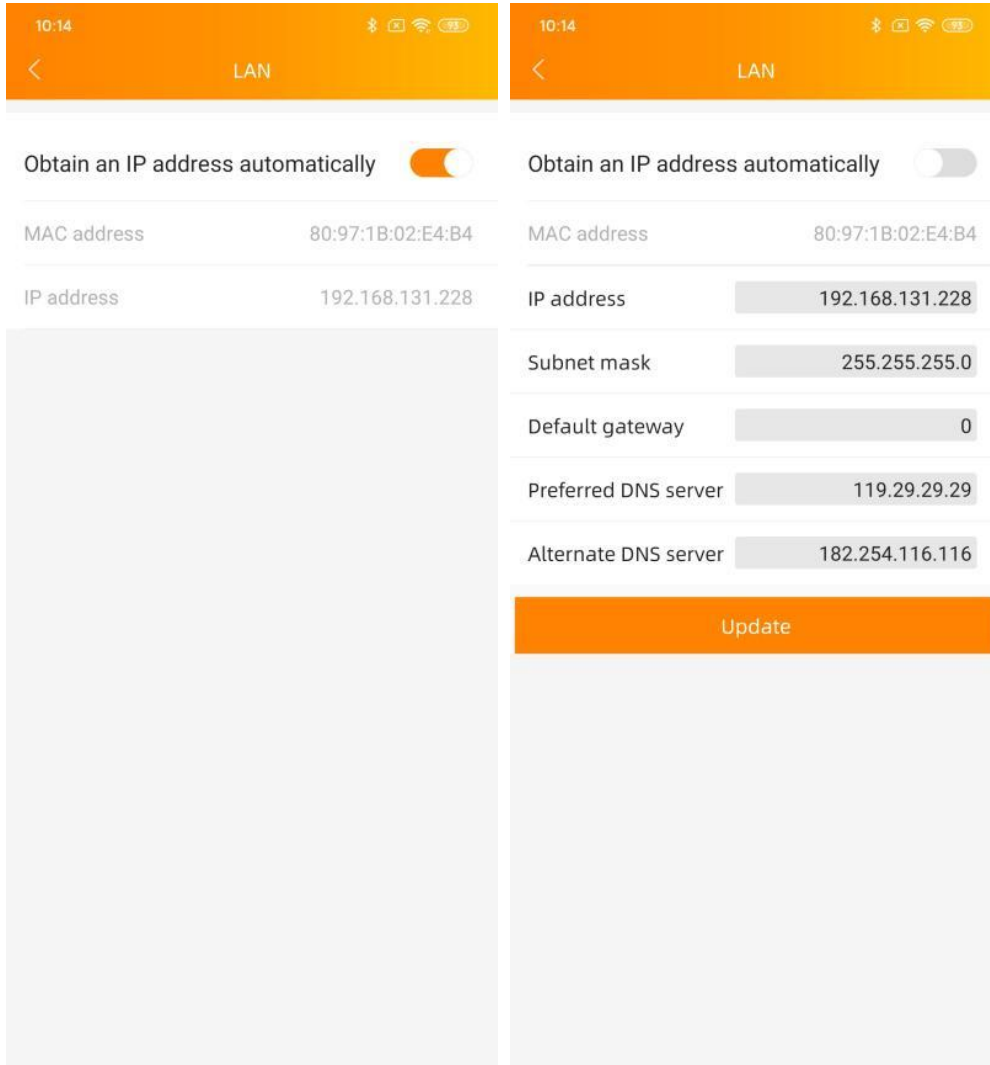 10:14
93
LAN
Obtain an IP address automatically
MAC address 80:97:1B:02:E4:B4
IP address 192.168.131.228
10:14
93
LAN
Obtain an IP address automatically
MAC address 80:97:1B:02:E4:B4
IP address 192.168.131.228
Subnet mask 255.255.255.0
Default gateway 0
Preferred DNS server 119.29.29.29
Alternate DNS server 182.254.116.116
Update